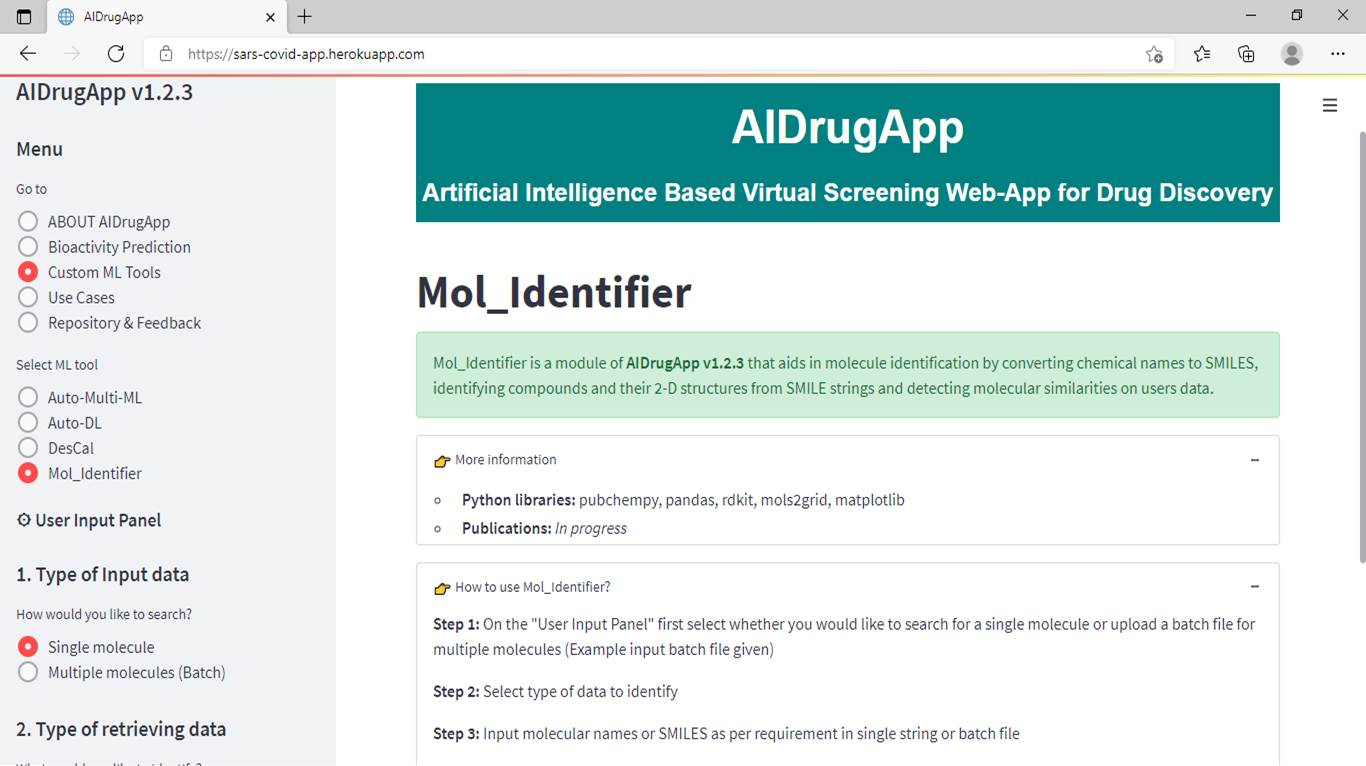 AIDrugApp
https://sars-covid-app.herokuapp.com
AIDrugApp v1.2.3
Menu
Go to
ABOUT AIDrugApp
Bioactivity Prediction
Custom ML Tools
Use Cases
Repository & Feedback
Select ML tool
Auto-Multi-ML
Auto-DL
DesCal
Mol_Identifier
User Input Panel
1. Type of Input data
How would you like to search?
Single molecule
Multiple molecules (Batch)
2. Type of retrieving data
AIDrugApp
Artificial Intelligence Based Virtual Screening Web-App for Drug Discovery
Mol_Identifier
Mol_Identifier is a module of AIDrugApp v1.2.3 that aids in molecule identification by converting chemical names to SMILES,
identifying compounds and their 2-D structures from SMILE strings and detecting molecular similarities on users data.
More information
Python libraries: pubchempy, pandas, rdkit, mols2grid, matplotlib
Publications: In progress
How to use Mol_Identifier?
Step 1: On the "User Input Panel" first select whether you would like to search for a single molecule or upload a batch file for
multiple molecules (Example input batch file given)
Step 2: Select type of data to identify
Step 3: Input molecular names or SMILES as per requirement in single string or batch file